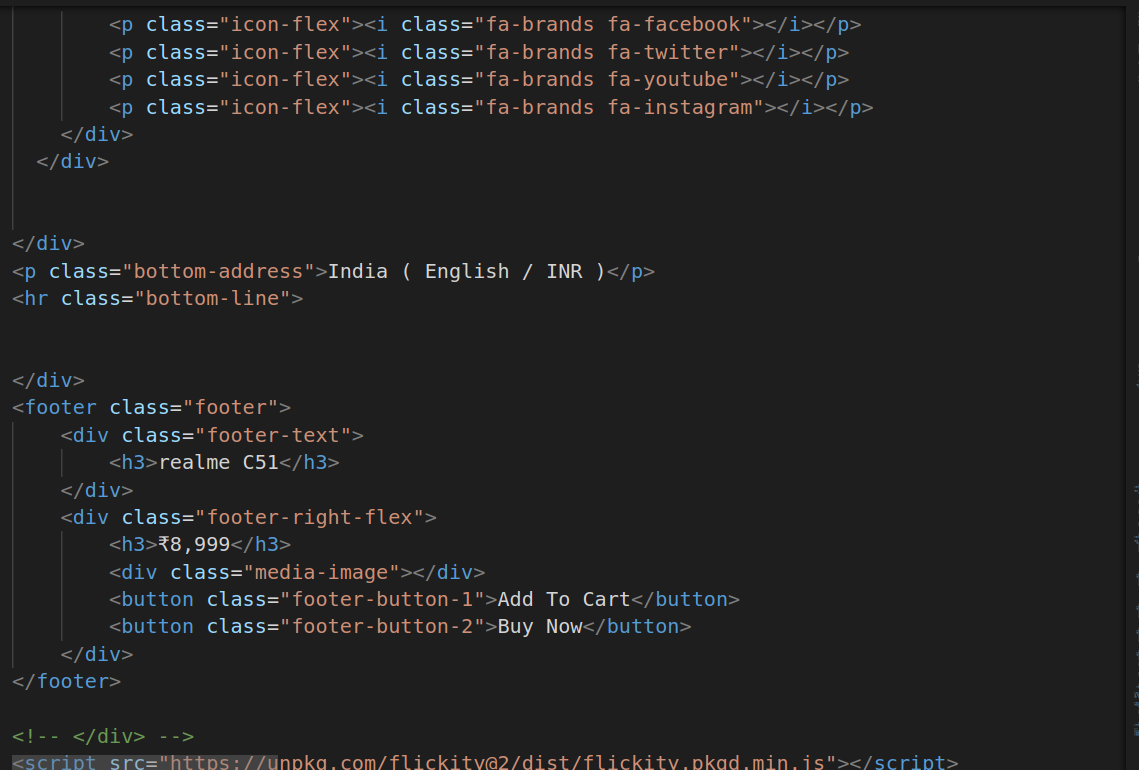 <p class="icon-flex"><i class="fa-brands fa-facebook"></i></p>
<p class="icon-flex"><i class="fa-brands fa-twitter"></i></p>
<p class="icon-flex"><i class="fa-brands fa-youtube"></i></p>
<p class="icon-flex"><i class="fa-brands fa-instagram"></i></p>
</div>
</div>
</div>
<p class="bottom-address">India ( English / INR )</p>
<hr class="bottom-line">
</div>
<footer class="footer">
<div class="footer-text">
<h3>realme C51</h3>
</div>
<div class="footer-right-flex">
<h3>₹8,999</h3>
<div class="media-image"></div>
<button class="footer-button-1">Add To Cart</button>
<button class="footer-button-2">Buy Now</button>
</div>
</footer>
<!-- </div> -->
<script src="https://unpkg.com/flickity@2/dist/flickity.pkgd.min.js"></script>